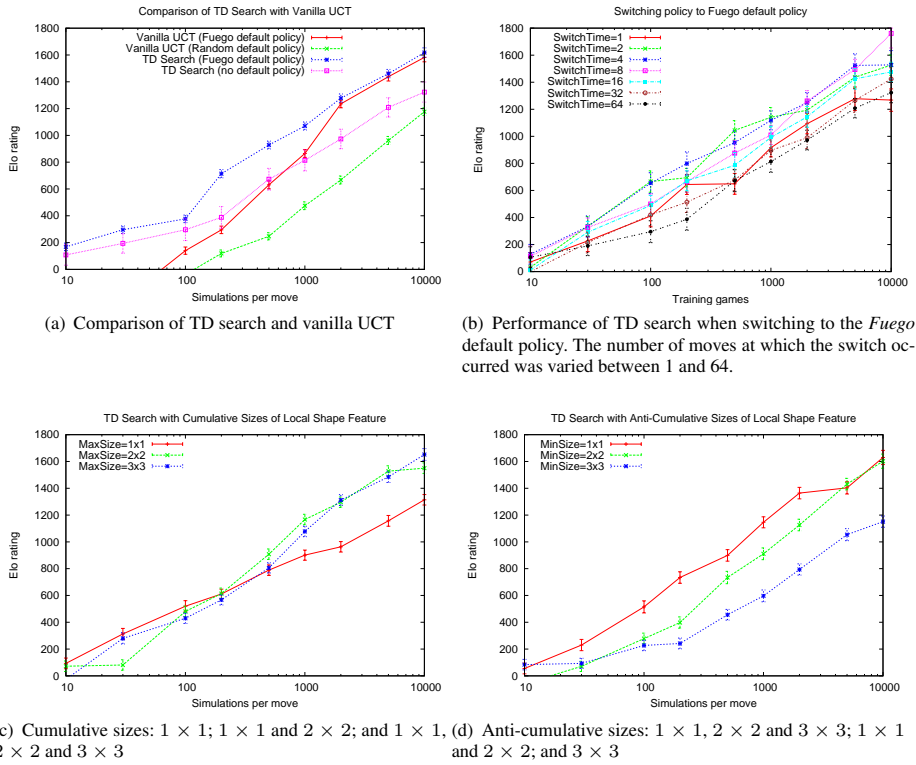 Comparison of TD Search with Vanilla UCT
1800
1600
1400
1200
1000
800
600
400
200
0
10
100
1000
10000
Elo rating
Simulations per move
Vanilla UCT (Fuego default policy)
Vanilla UCT (Random default policy)
TD Search (Fuego default policy)
TD Search (no default policy)
(a) Comparison of TD search and vanilla UCT
Switching policy to Fuego default policy
1800
1600
1400
1200
1000
800
600
400
200
0
10
100
1000
10000
Elo rating
Training games
SwitchTime=1
SwitchTime=2
SwitchTime=4
SwitchTime=8
SwitchTime=16
SwitchTime=32
SwitchTime=64
(b) Performance of TD search when switching to the Fuego
default policy. The number of moves at which the switch oc-
curred was varied between 1 and 64.
TD Search with Cumulative Sizes of Local Shape Feature
1800
1600
1400
1200
1000
800
600
400
200
0
10
100
1000
10000
Elo rating
Simulations per move
MaxSize=1x1
MaxSize=2x2
MaxSize=3x3
c) Cumulative sizes: 1 × 1; 1 × 1 and 2 × 2; and 1 × 1,
2 × 2 and 3 × 3
TD Search with Anti-Cumulative Sizes of Local Shape Feature
1800
1600
1400
1200
1000
800
600
400
200
0
10
100
1000
10000
Elo rating
Simulations per move
MinSize=1x1
MinSize=2x2
MinSize=3x3
(d) Anti-cumulative sizes: 1 × 1, 2 × 2 and 3 × 3; 1 × 1
and 2 × 2; and 3 × 3